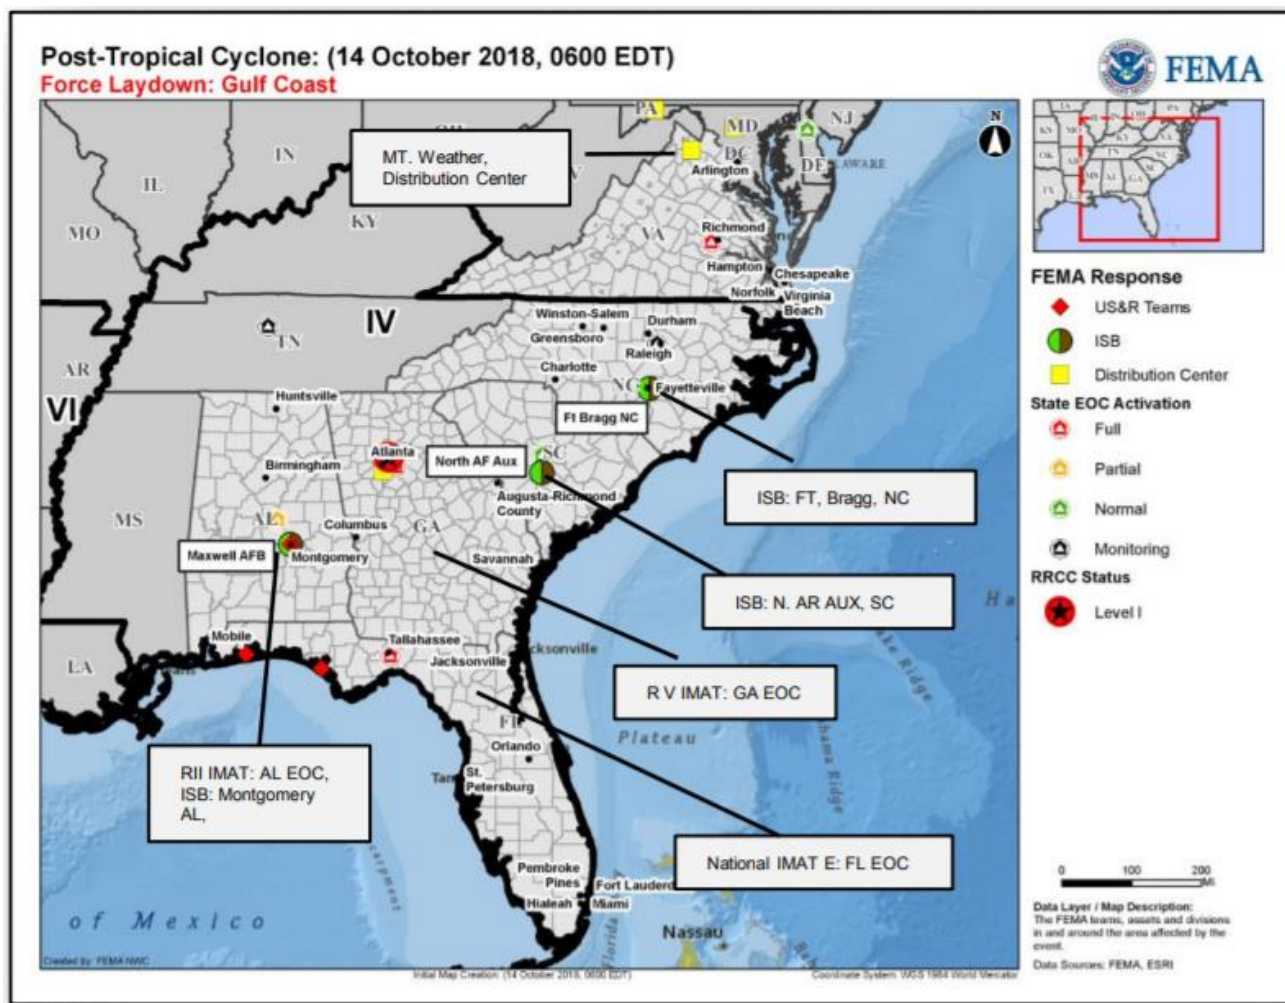 Post-Tropical Cyclone: (14 October 2018, 0600 EDT)
Force Laydown: Gulf Coast
FEMA
MT. Weather,
Distribution Center
PA
MD
NJ
DC
DE
DELAWARE
Arlington
IN
IL
MO
KY
VA
Richmond
Hampton
Chesapeake
Norfolk
Virginia
Beach
IV
TN
Winston-Salem
Greensboro
Durham
Raleigh
Charlotte
NC
Fayetteville
Ft Bragg NC
AR
VI
Huntsville
Atlanta
North AF Aux
SC
Birmingham
Augusta-Richmond
County
MS
AL
Columbus
GA
Maxwell AFB
Montgomery
Savannah
Mobile
Tallahassee
Jacksonville
LA
FL
Orlando
St.
Petersburg
Pembroke
Pines
Fort Lauderd
Hialeah
Miami
Nassau
of Mexico
Plateau
ISB: FT, Bragg, NC
ISB: N. AR AUX, SC
R V IMAT: GA EOC
RII IMAT: AL EOC,
ISB: Montgomery
AL,
National IMAT E: FL EOC
N
FEMA Response
US&R Teams
ISB
Distribution Center
State EOC Activation
Full
Partial
Normal
Monitoring
RRCC Status
Level I
0 100 200
Mi
Data Layer / Map Description:
The FEMA teams, assets and divisions
in and around the area affected by the
event.
Data Sources: FEMA, ESRI
Created by: FEMA NWC
Initial Map Creation: (14 October 2018, 0600 EDT)
Coordinate System: WGS 1984 World Mercator